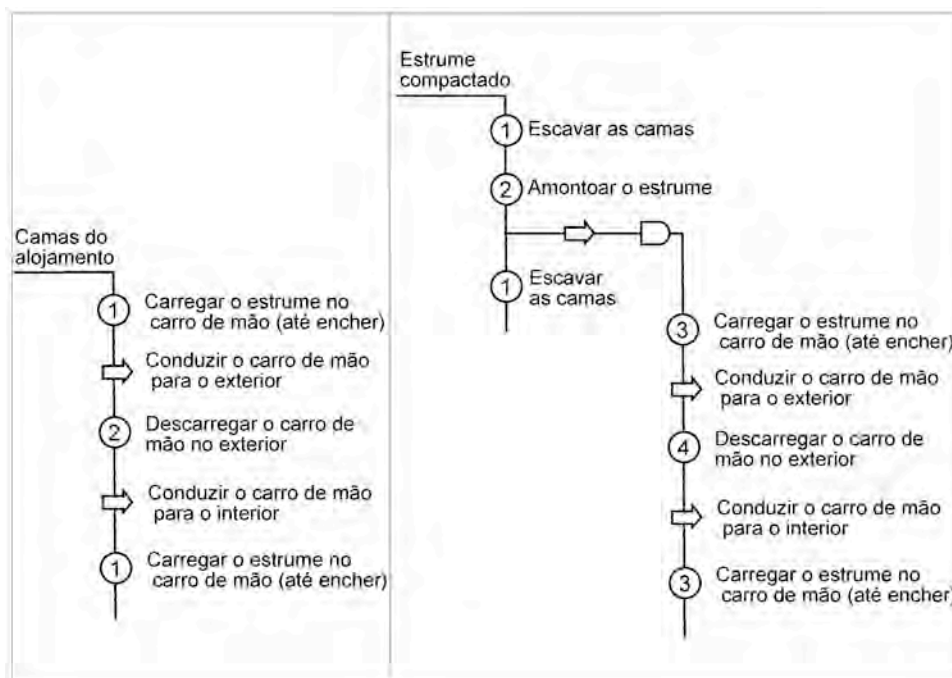 Camas do
alojamento
1
Carregar o estrume no
carro de mão (até encher)
Conduzir o carro de mão
para o exterior
2
Descarregar o carro de
mão no exterior
Conduzir o carro de mão
para o interior
1
Carregar o estrume no
carro de mão (até encher)
Estrume
compactado
1 Escavar as camas
2 Amontoar o estrume
1
Escavar
as camas
3
Carregar o estrume no
carro de mão (até encher)
Conduzir o carro de mão
para o exterior
4
Descarregar o carro de
mão no exterior
Conduzir o carro de mão
para o interior
3
Carregar o estrume no
carro de mão (até encher)